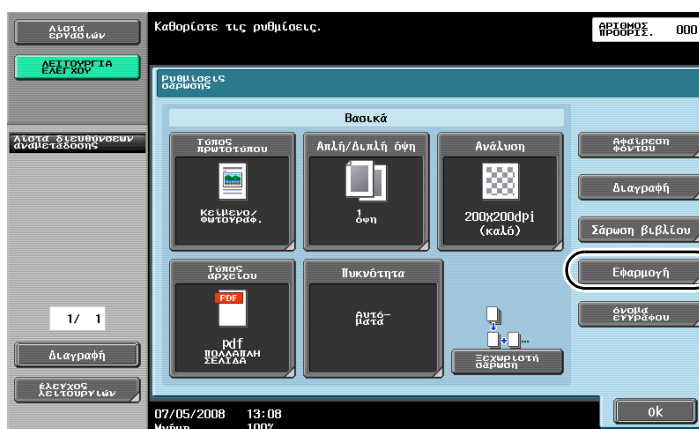 Λίστα
εργασιών
Καθορίστε τις ρυθμίσεις.
ΑΡΙΘΜΟΣ
ΠΡΟΟΡΙΣ.
000
ΛΕΙΤΟΥΡΓΙΑ
ΕΛΕΓΧΟΥ
Ρυθμίσεις
σάρωσης
Βασικά
Λίστα διευθύνσεων
αναμετάδοσης
Τύπος
πρωτοτύπου
Απλή/Διπλή όψη
Ανάλυση
Αφαίρεση
φόντου
Διαγραφή
Κείμενο/
Φωτογραφ.
1
όψη
200X200dpi
(καλό)
Σάρωση βιβλίου
Τύπος
αρχείου
Πυκνότητα
Εφαρμογή
PDF
1/ 1
Αυτό-
ματα
όνομα
εγγράφου
pdf
ΠΟΛΛΑΠΛΗ
ΣΕΛΙΔΑ
Διαγραφή
Ξεχωριστή
σάρωση
έλεγχος
λειτουργιών
07/05/2008 13:08
ok
Μνήμη 100%